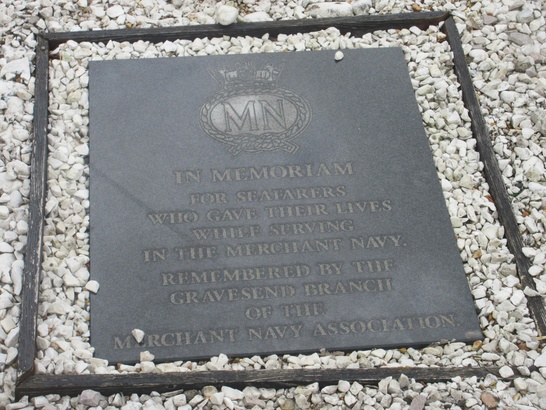 MN
IN MEMORIAM
FOR SEAFARERS
WHO GAVE THEIR LIVES
WHILE SERVING
IN THE MERCHANT NAVY.
REMEMBERED BY THE
GRAVESEND BRANCH
OF THE
MERCHANT NAVY ASSOCIATION.